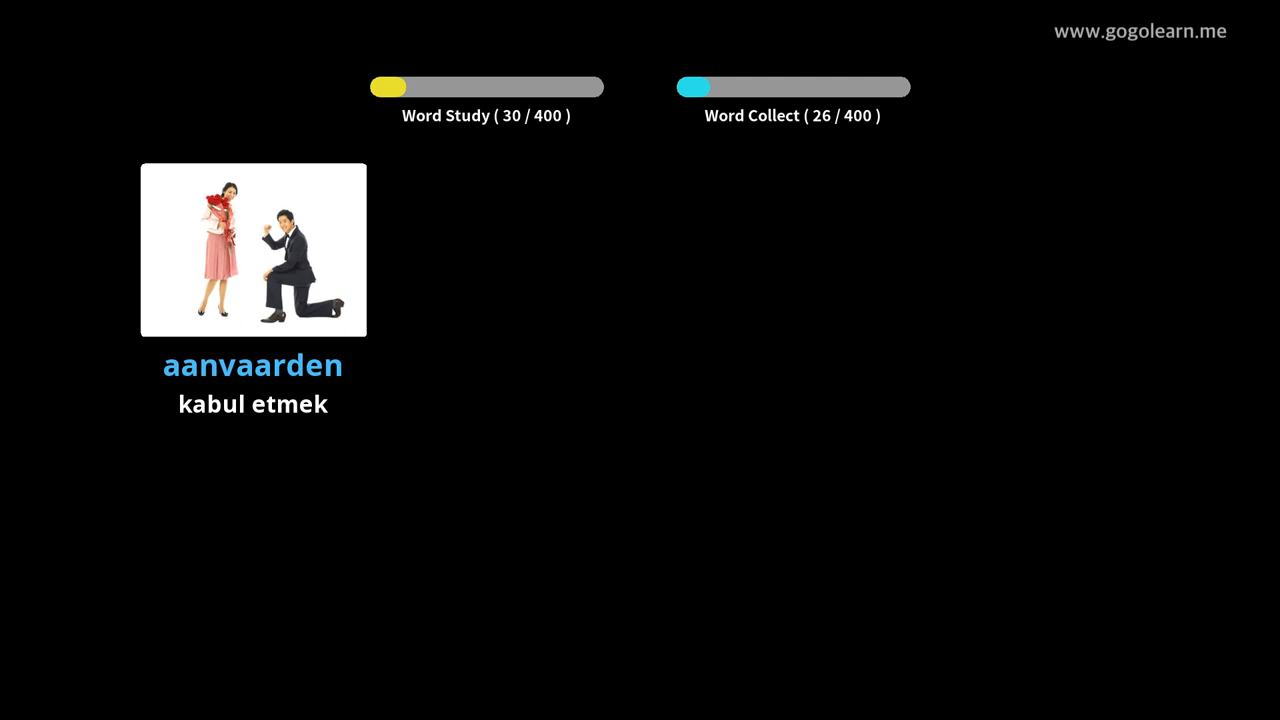 www.gogolearn.me
Word Study ( 30 / 400 )
Word Collect ( 26 / 400 )
aanvaarden
kabul etmek